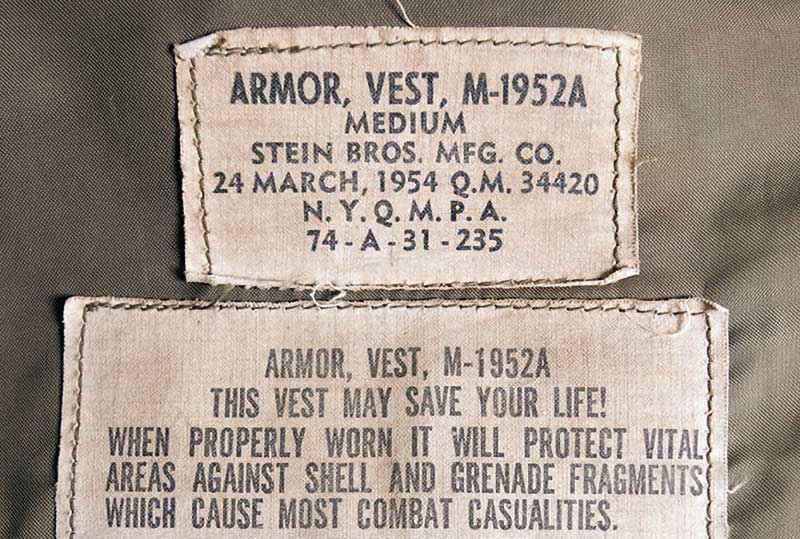 ARMOR, VEST, M-1952A
MEDIUM
STEIN BROS. MFG. CO.
24 MARCH, 1954 Q.M. 34420
N. Y. Q. M. P. A.
74 - A - 31 - 235
ARMOR, VEST, M-1952A
THIS VEST MAY SAVE YOUR LIFE!
WHEN PROPERLY WORN IT WILL PROTECT VITAL
AREAS AGAINST SHELL AND GRENADE FRAGMENTS
WHICH CAUSE MOST COMBAT CASUALITIES.